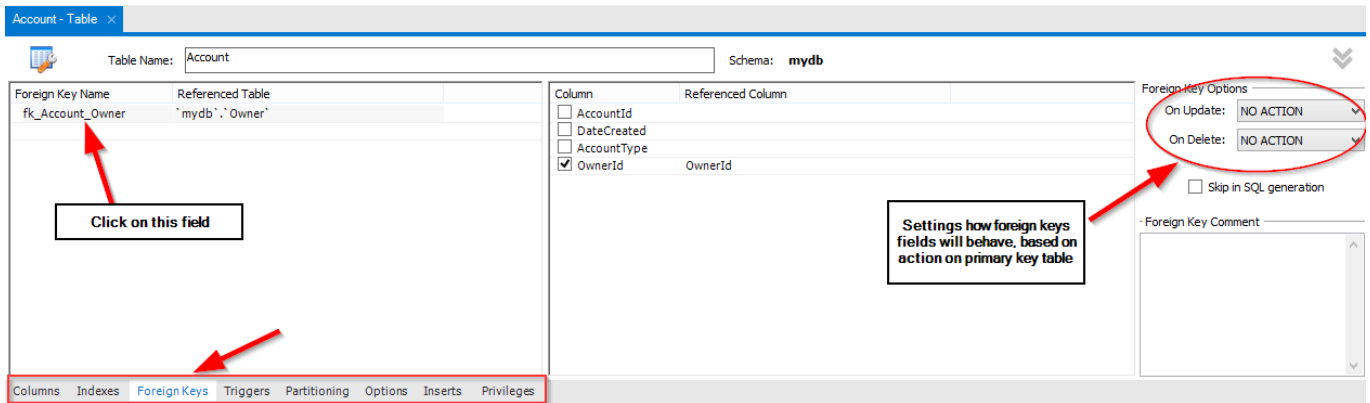 Account - Table ×
Table Name: Account Schema: mydb
Foreign Key Name Referenced Table
fk_Account_Owner `mydb`.`Owner`
Click on this field
Column Referenced Column
AccountId
DateCreated
AccountType
OwnerId OwnerId
Settings how foreign keys
fields will behave, based on
action on primary key table
Foreign Key Options
On Update: NO ACTION
On Delete: NO ACTION
Skip in SQL generation
Foreign Key Comment
Columns Indexes Foreign Keys Triggers Partitioning Options Inserts Privileges